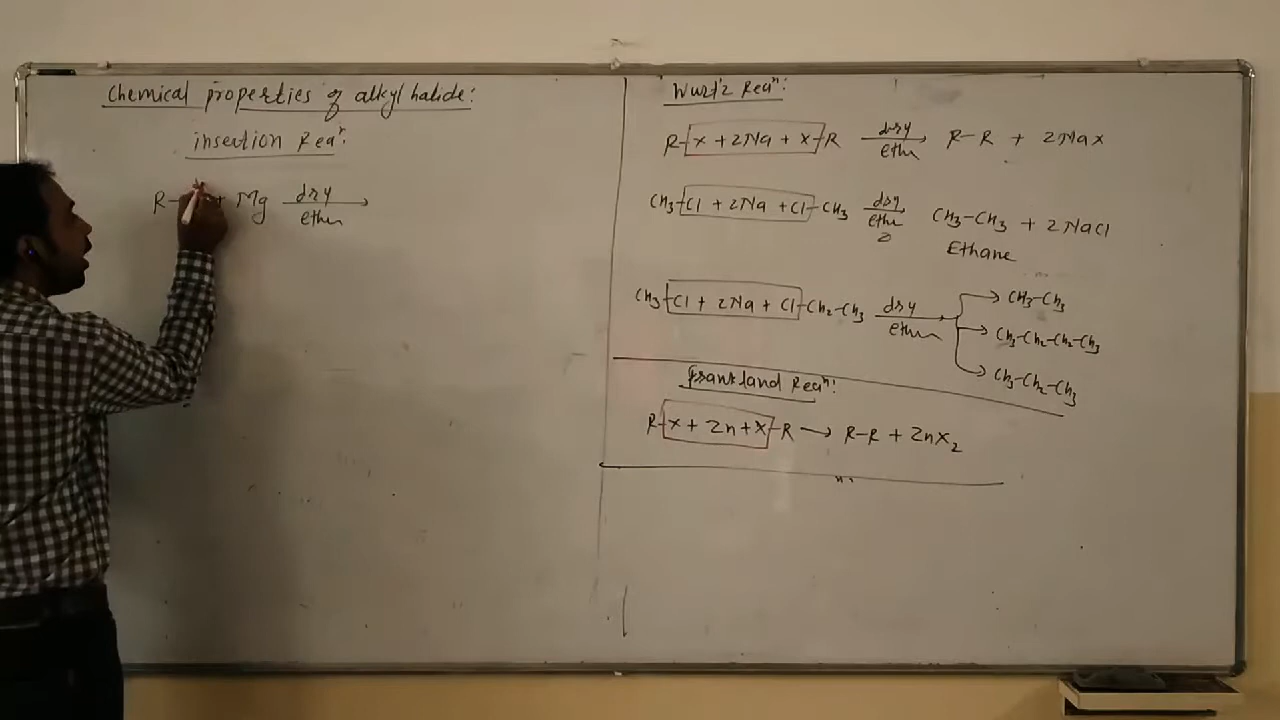 Chemical properties of alkyl halide:
insection Reaⁿ.
R- + Mg dry ether →
Wurtz Reaⁿ:
R-X + 2Na + X-R dry ether → R-R + 2NaX
CH3-Cl + 2Na + Cl-CH3 dry ether → CH3-CH3 + 2NaCl
Ethane
CH3-Cl + 2Na + Cl-CH2-CH3 dry ether → CH3-CH3
CH3-CH2-CH2-CH3
CH3-CH2-CH3
frankland Reaⁿ:
R-X + Zn + X-R → R-R + ZnX2